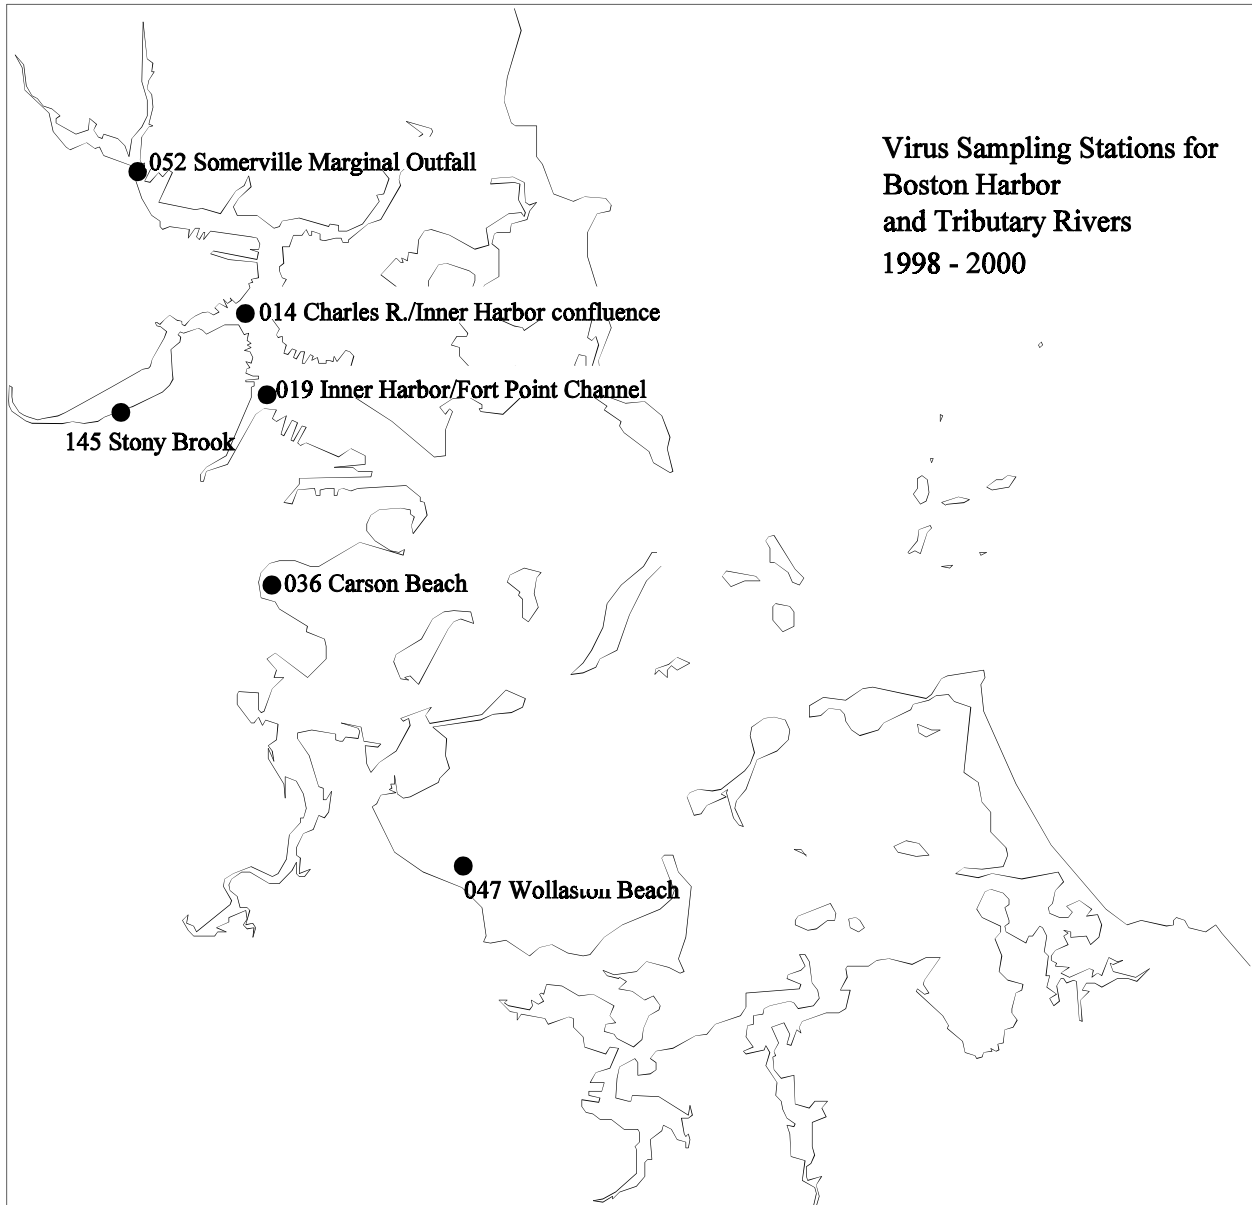 052 Somerville Marginal Outfall
Virus Sampling Stations for
Boston Harbor
and Tributary Rivers
1998 - 2000
014 Charles R./Inner Harbor confluence
019 Inner Harbor/Fort Point Channel
145 Stony Brook
036 Carson Beach
047 Wollaston Beach